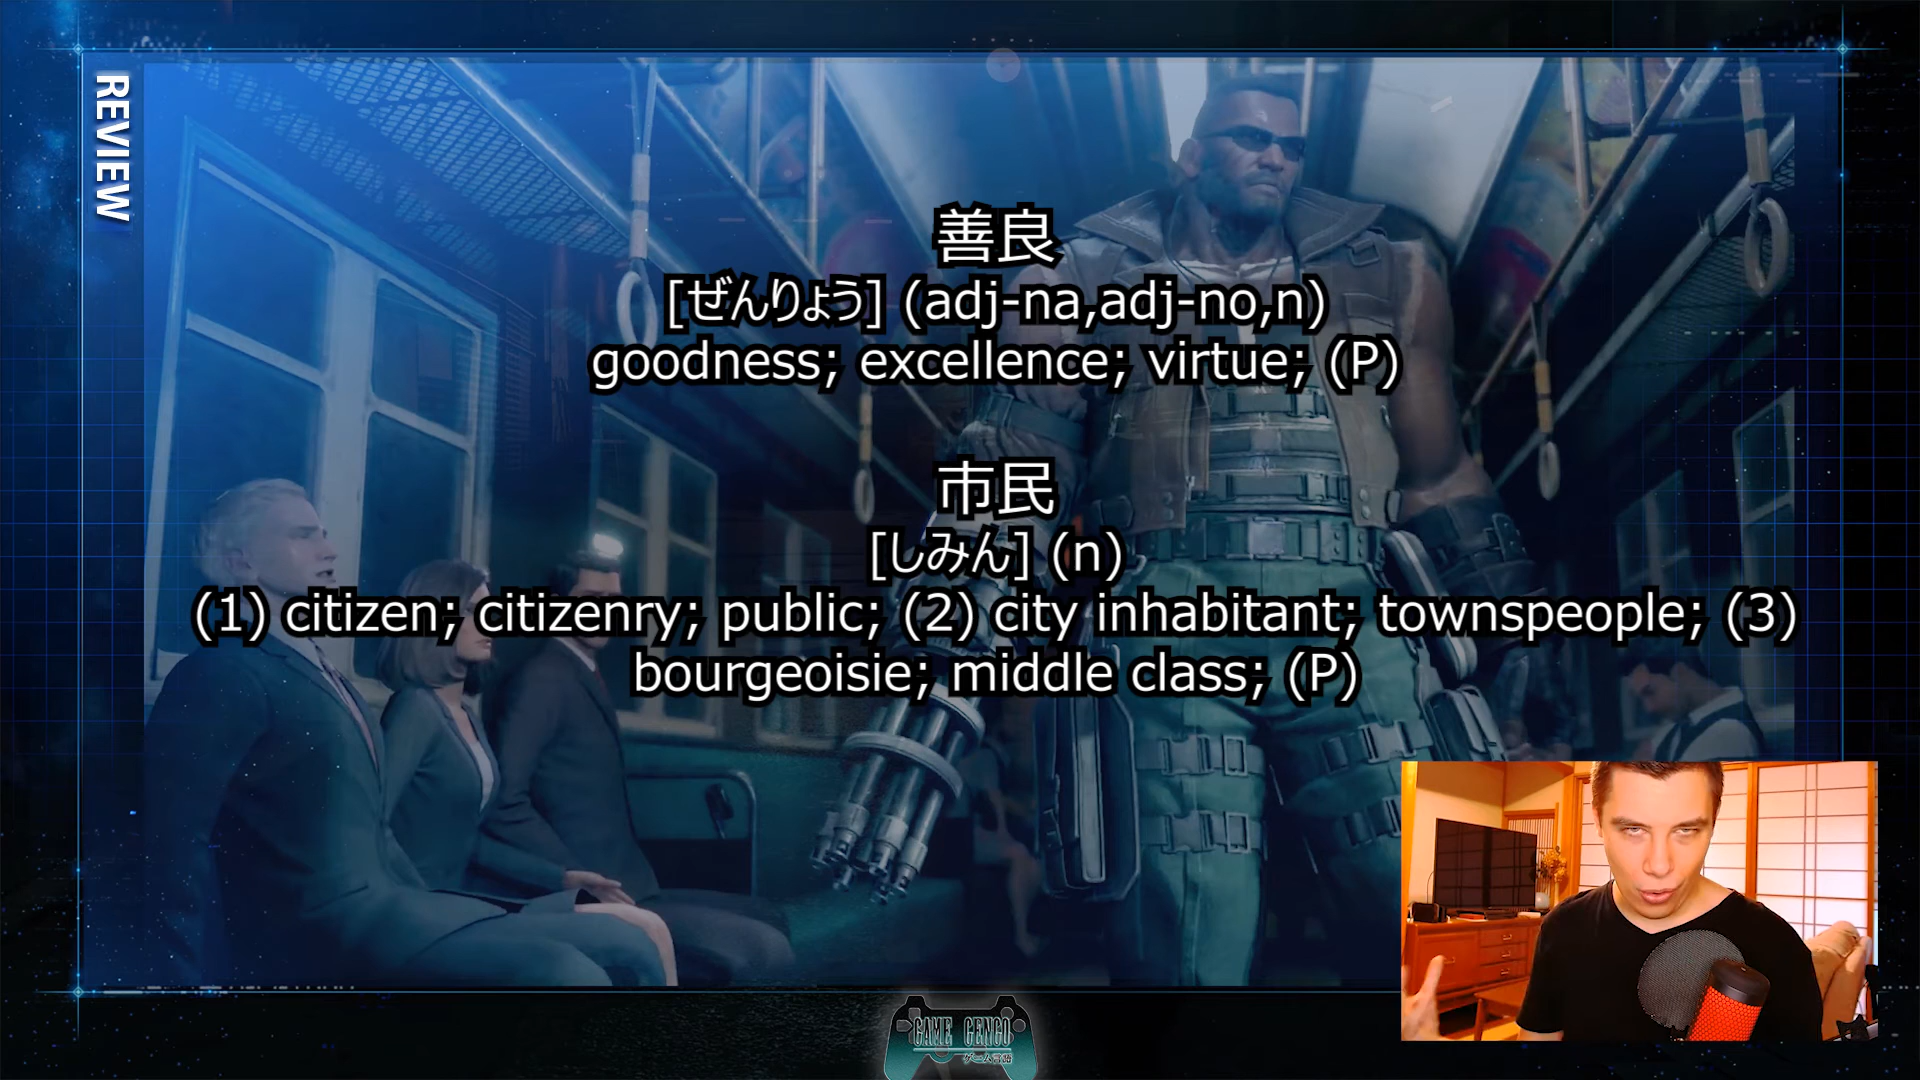 REVIEW
善良
[ぜんりょう] (adj-na,adj-no,n)
goodness; excellence; virtue; (P)
市民
[しみん] (n)
(1) citizen; citizenry; public; (2) city inhabitant; townspeople; (3)
bourgeoisie; middle class; (P)
GAME GENGO
ゲーム言語